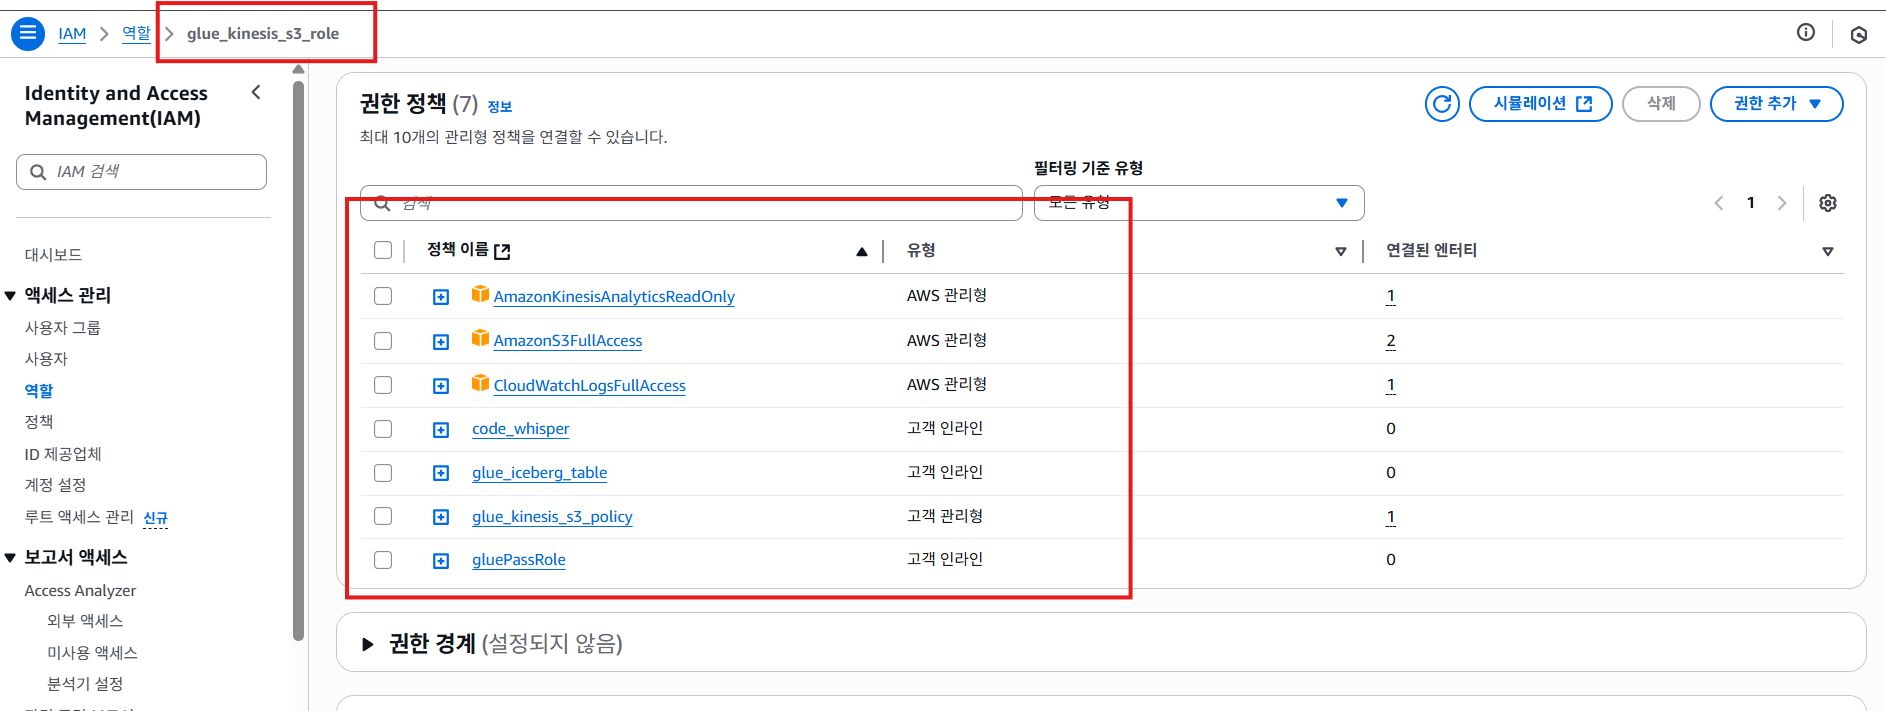 IAM > 역할 > glue_kinesis_s3_role
Identity and Access
Management(IAM)
IAM 검색
대시보드
액세스 관리
사용자 그룹
사용자
역할
정책
ID 제공업체
계정 설정
루트 액세스 관리 신규
보고서 액세스
Access Analyzer
외부 액세스
미사용 액세스
분석기 설정
권한 정책 (7) 정보
시뮬레이션
삭제
권한 추가
최대 10개의 관리형 정책을 연결할 수 있습니다.
필터링 기준 유형
검색
모든 유형
1
정책 이름 유형 연결된 엔터티
AmazonKinesisAnalyticsReadOnly AWS 관리형 1
AmazonS3FullAccess AWS 관리형 2
CloudWatchLogsFullAccess AWS 관리형 1
code_whisper 고객 인라인 0
glue_iceberg_table 고객 인라인 0
glue_kinesis_s3_policy 고객 관리형 1
gluePassRole 고객 인라인 0
권한 경계 (설정되지 않음)